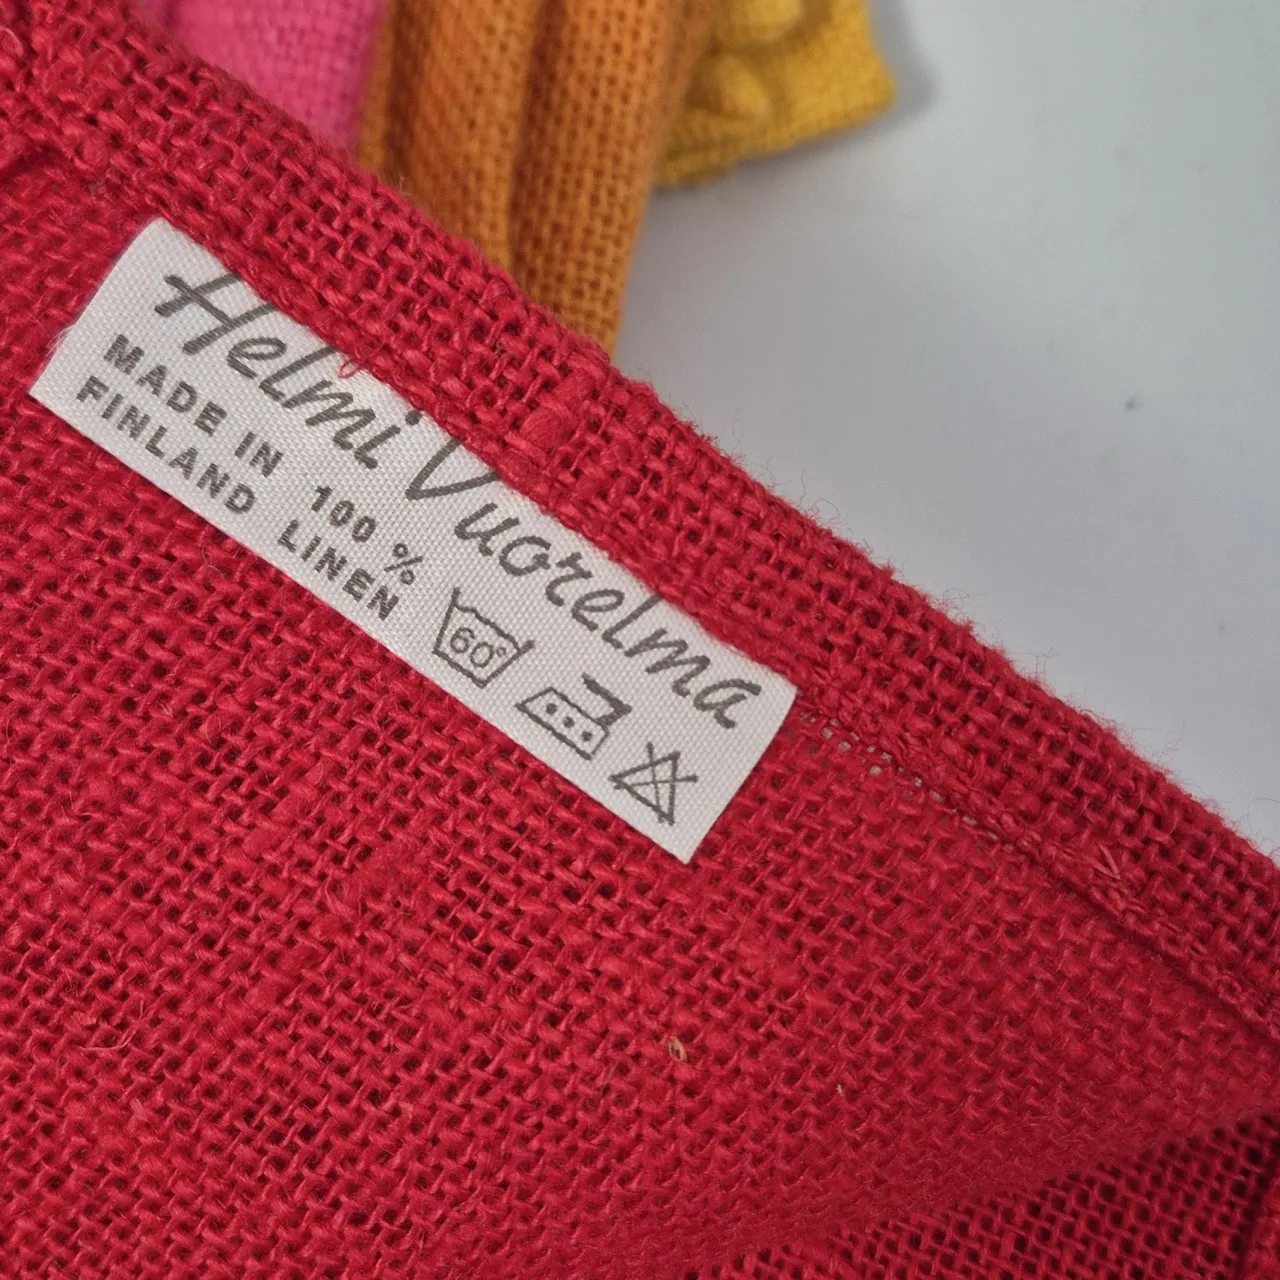 Helmi Vuorelma
MADE IN
FINLAND
100 %
LINEN
60°